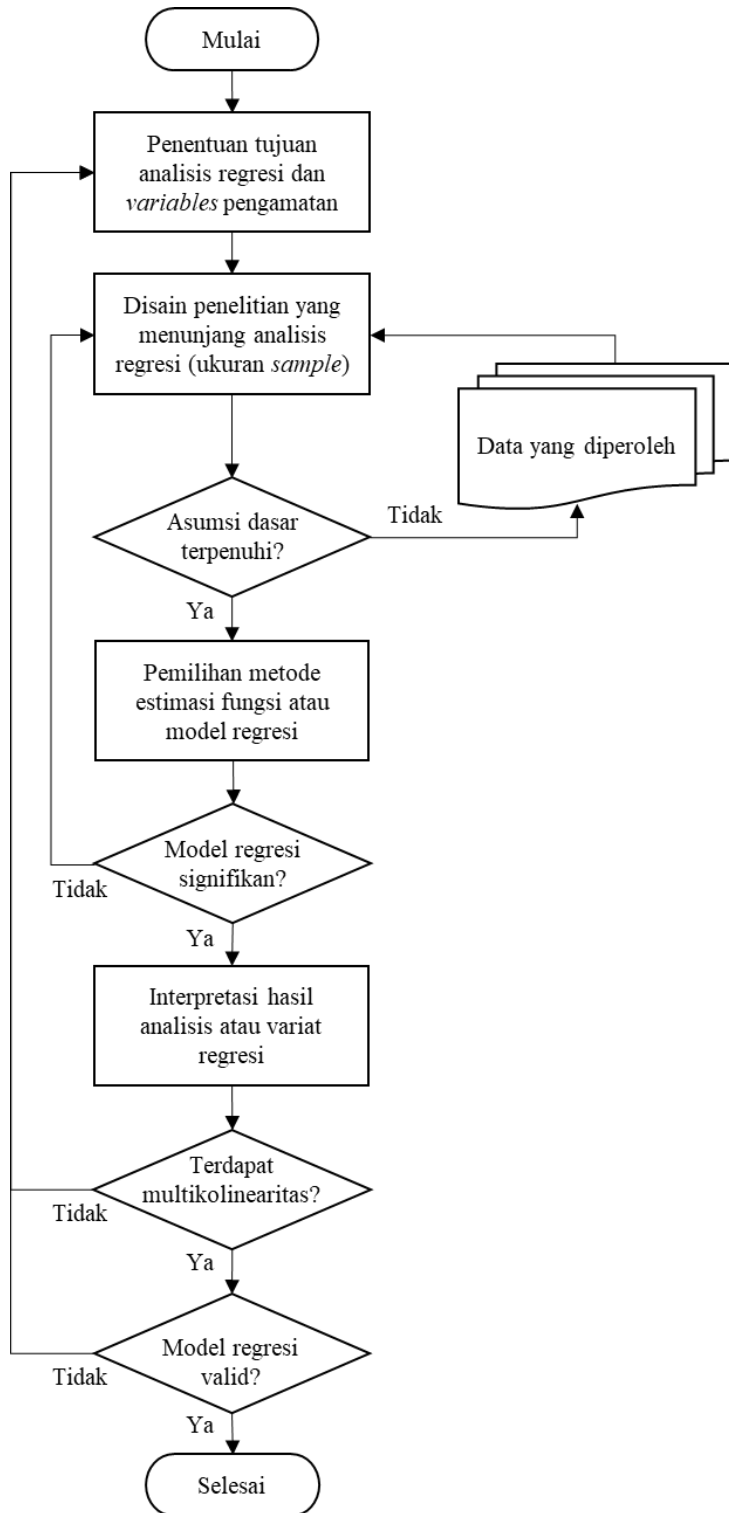 Mulai
Penentuan tujuan
analisis regresi dan
variables pengamatan
Disain penelitian yang
menunjang analisis
regresi (ukuran sample)
Data yang diperoleh
Asumsi dasar
terpenuhi?
Tidak
Ya
Pemilihan metode
estimasi fungsi atau
model regresi
Model regresi
signifikan?
Tidak
Ya
Interpretasi hasil
analisis atau variat
regresi
Terdapat
multikolinearitas?
Tidak
Ya
Model regresi
valid?
Tidak
Ya
Selesai